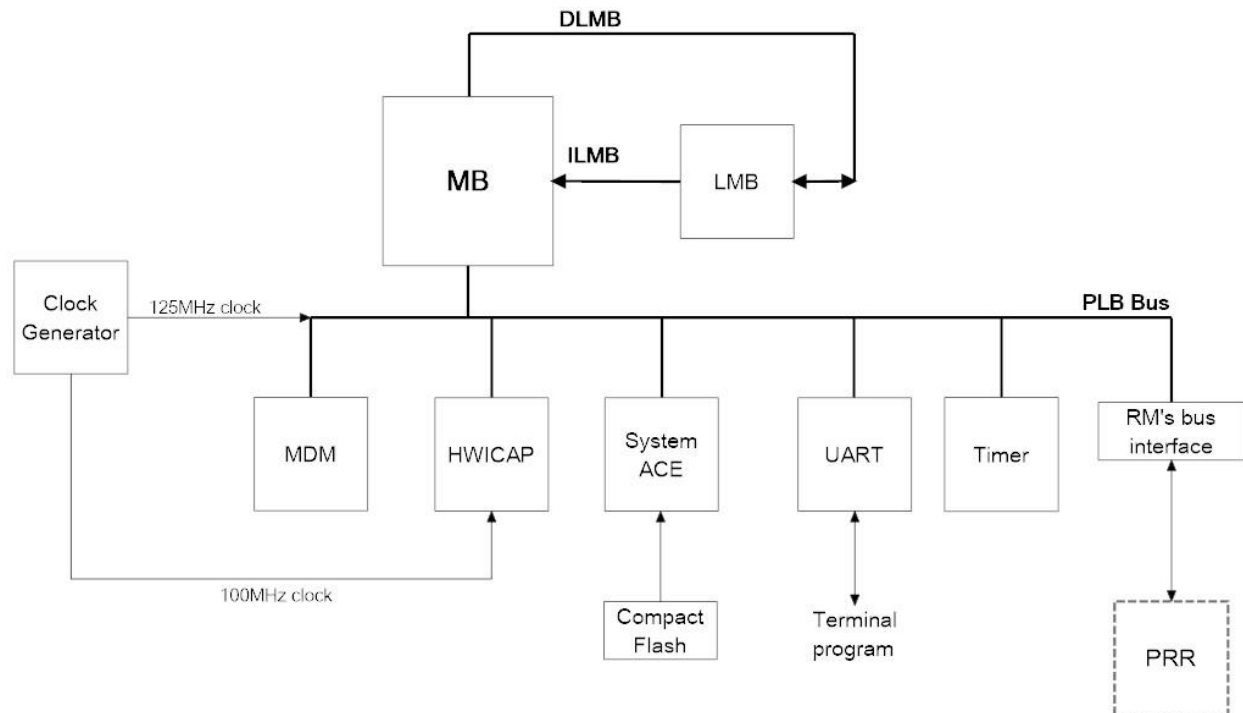 DLMB
MB
ILMB
LMB
Clock
Generator
125MHz clock
PLB Bus
MDM
HWICAP
System
ACE
UART
Timer
RM's bus
interface
100MHz clock
Compact
Flash
Terminal
program
PRR